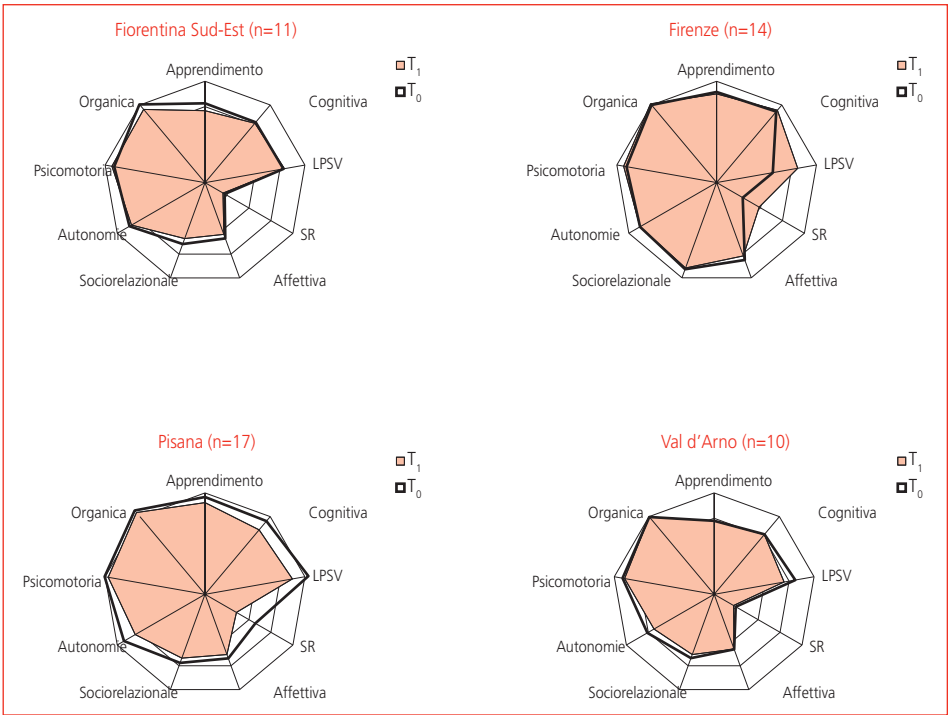 Fiorentina Sud-Est (n=11)
T1
T0
Apprendimento
Cognitiva
LPSV
SR
Affettiva
Sociorelazionale
Autonomie
Psicomotoria
Organica
Firenze (n=14)
T1
T0
Apprendimento
Cognitiva
LPSV
SR
Affettiva
Sociorelazionale
Autonomie
Psicomotoria
Organica
Pisana (n=17)
T1
T0
Apprendimento
Cognitiva
LPSV
SR
Affettiva
Sociorelazionale
Autonomie
Psicomotoria
Organica
Val d'Arno (n=10)
T1
T0
Apprendimento
Cognitiva
LPSV
SR
Affettiva
Sociorelazionale
Autonomie
Psicomotoria
Organica